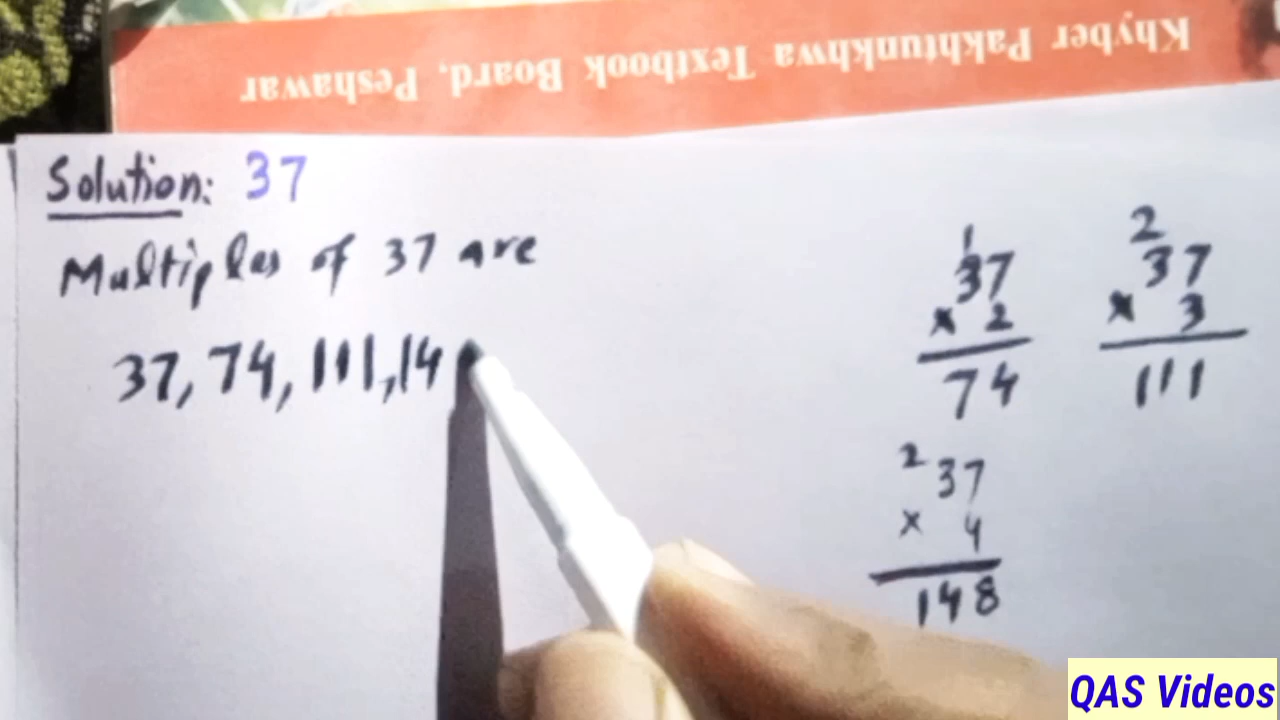 Khyber Pakhtunkhwa Textbook Board, Peshawar
Solution: 37
Multiples of 37 are
37, 74, 111, 14
1
37
× 2
74
2
37
× 3
111
2
37
× 4
148
QAS Videos